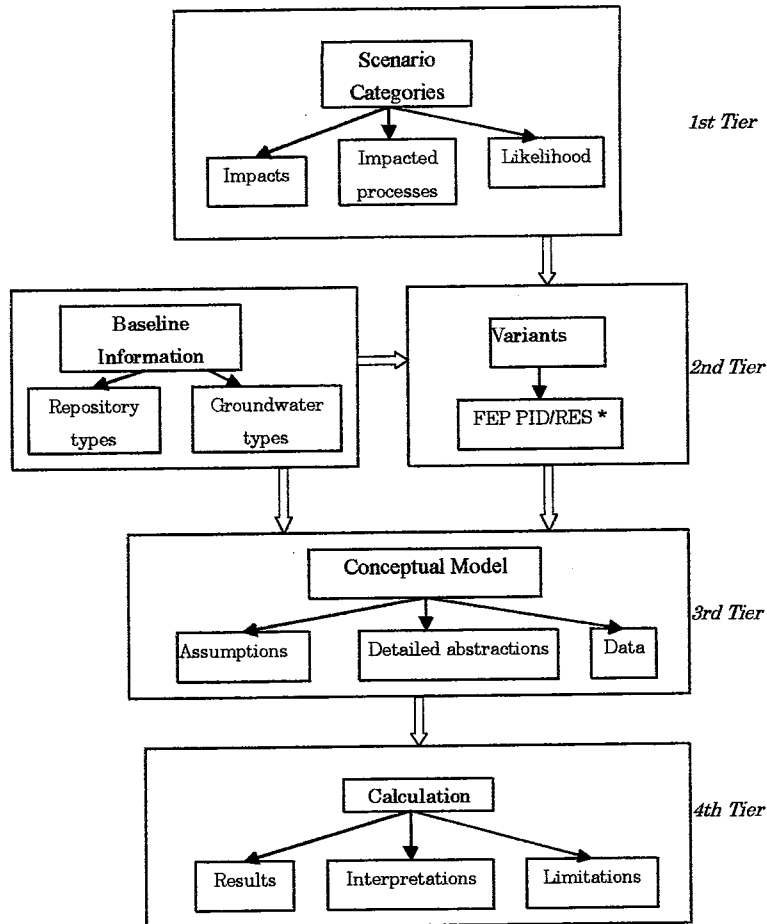 Scenario
Categories
1st Tier
Impacts
Impacted
processes
Likelihood
Baseline
Information
Repository
types
Groundwater
types
Variants
2nd Tier
FEP PID/RES *
Conceptual Model
3rd Tier
Assumptions
Detailed abstractions
Data
Calculation
4th Tier
Results
Interpretations
Limitations